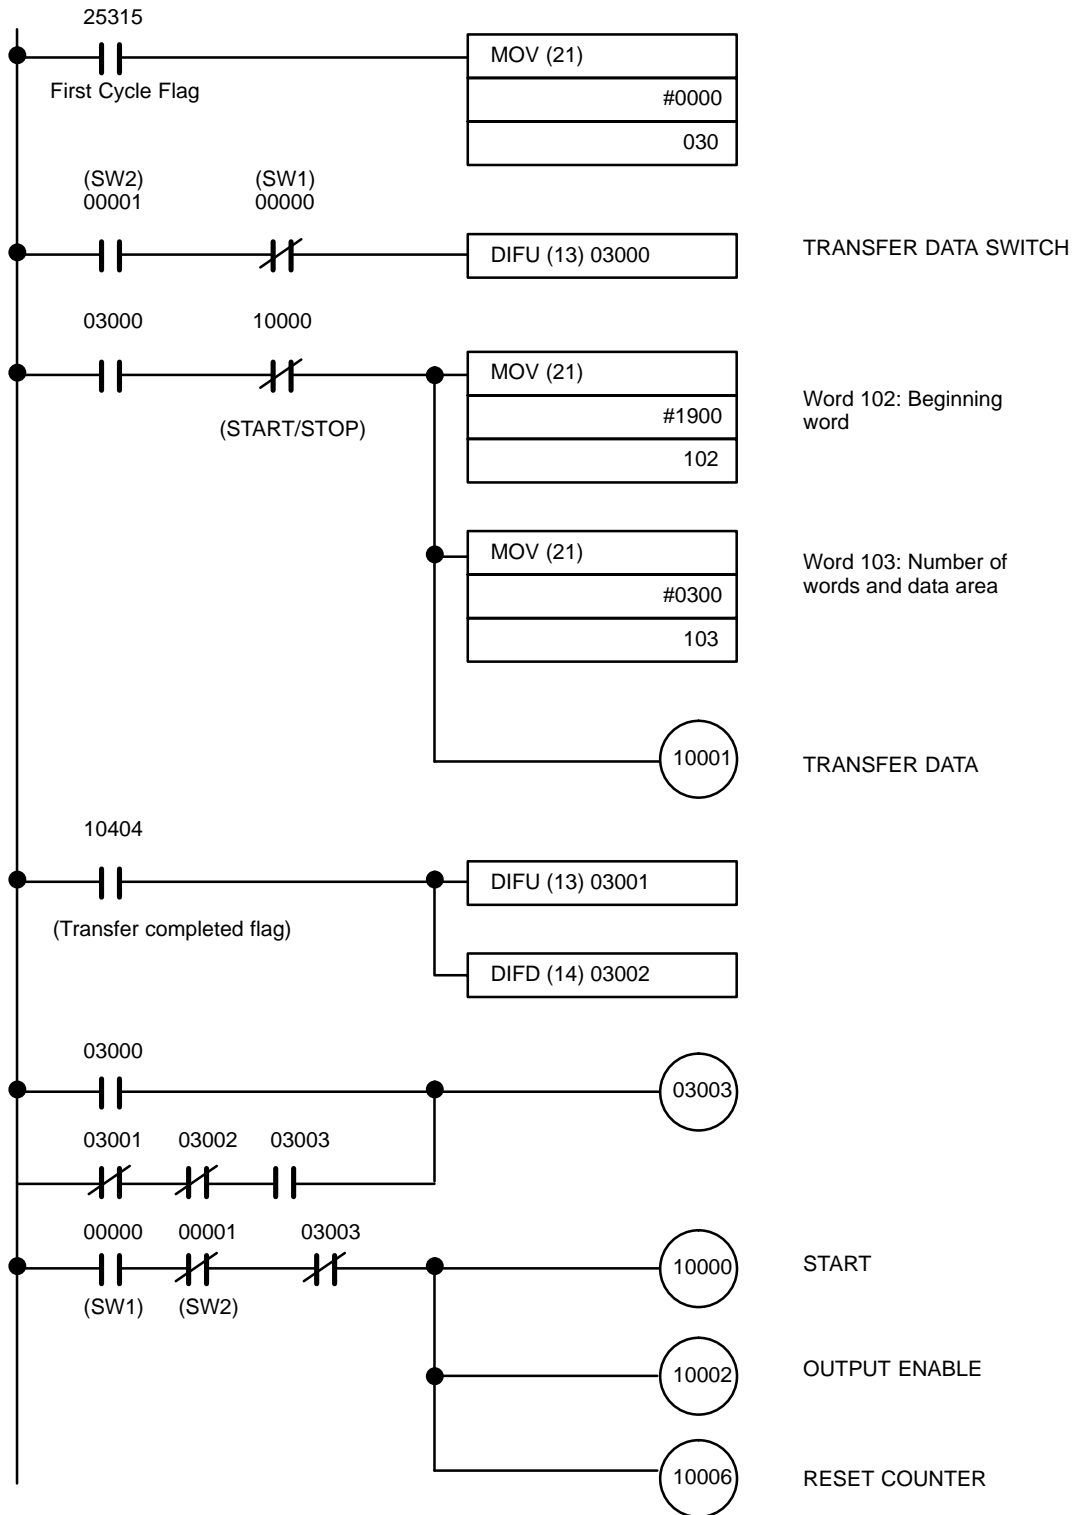 25315
MOV (21)
First Cycle Flag
#0000
030
(SW2) (SW1)
00001 00000
DIFU (13) 03000
TRANSFER DATA SWITCH
03000 10000
MOV (21)
(START/STOP)
#1900
102
Word 102: Beginning
word
MOV (21)
#0300
103
Word 103: Number of
words and data area
10001
TRANSFER DATA
10404
DIFU (13) 03001
(Transfer completed flag)
DIFD (14) 03002
03000
03003
03001 03002 03003
00000 00001 03003
10000
START
(SW1) (SW2)
10002
OUTPUT ENABLE
10006
RESET COUNTER